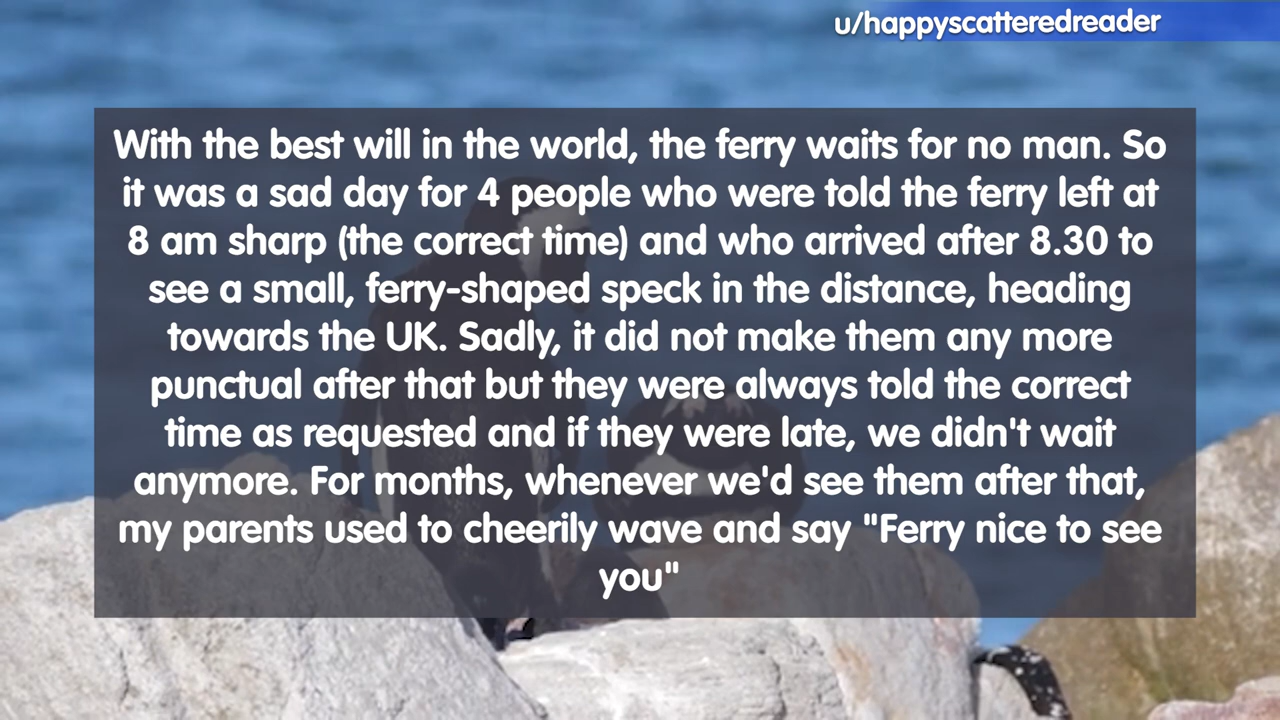 u/happyscatteredreader
With the best will in the world, the ferry waits for no man. So
it was a sad day for 4 people who were told the ferry left at
8 am sharp (the correct time) and who arrived after 8.30 to
see a small, ferry-shaped speck in the distance, heading
towards the UK. Sadly, it did not make them any more
punctual after that but they were always told the correct
time as requested and if they were late, we didn't wait
anymore. For months, whenever we'd see them after that,
my parents used to cheerily wave and say "Ferry nice to see
you"